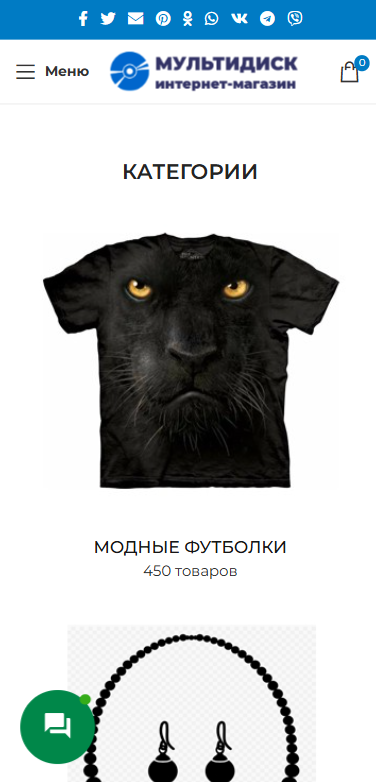 Меню
МУЛЬТИДИСК
интернет-магазин
0
КАТЕГОРИИ
МОДНЫЕ ФУТБОЛКИ
450 товаров